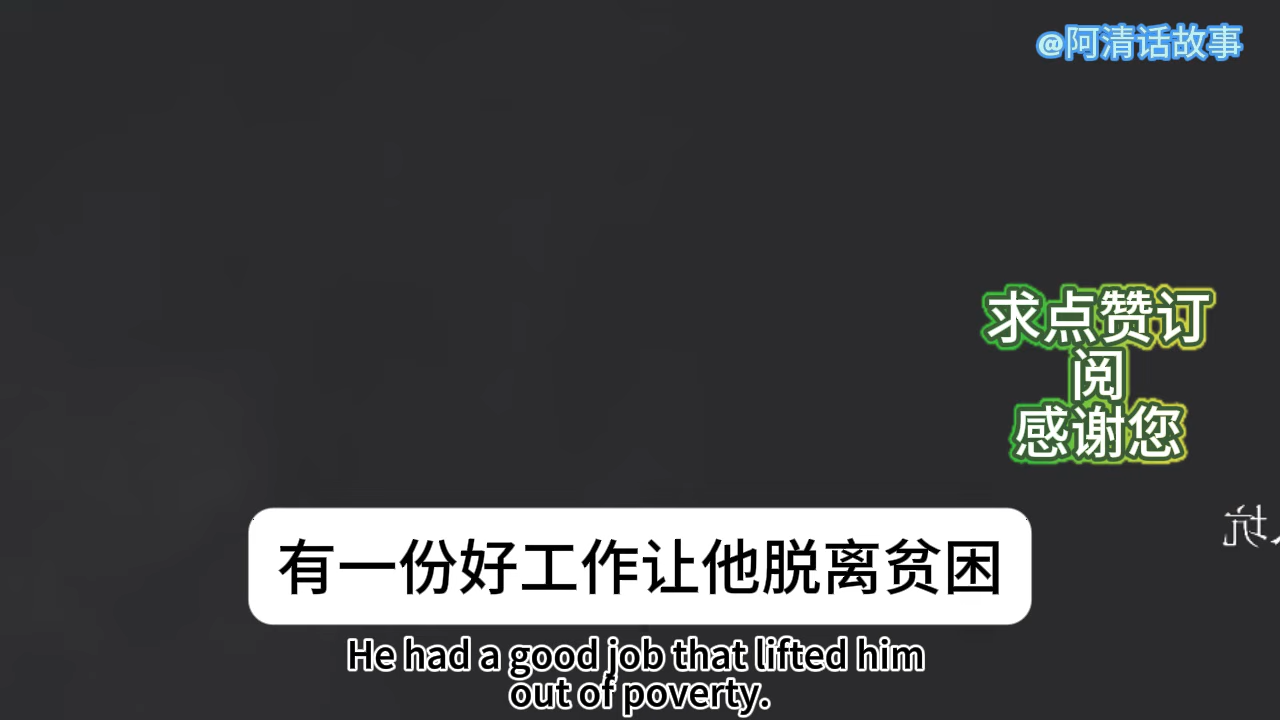 @阿清话故事
求点赞订
阅
感谢您
有一份好工作让他脱离贫困
He had a good job that lifted him
out of poverty.